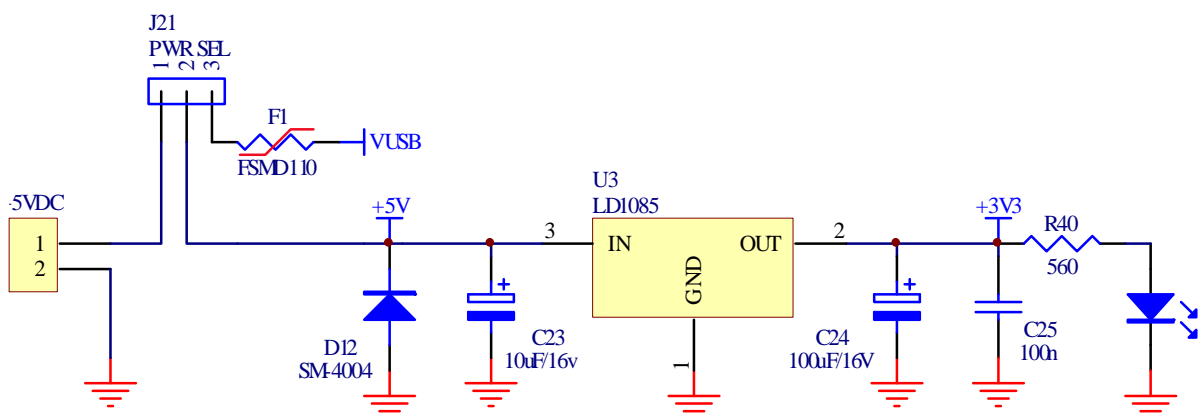 J21
PWR SEL
1 2 3
F1
FSMD110
VUSB
5VDC
1
2
+5V
D12
SM-4004
+
C23
10uF/16v
U3
LD1085
3
IN
OUT
2
GND
1
+
C24
100uF/16V
+3V3
C25
100n
R40
560